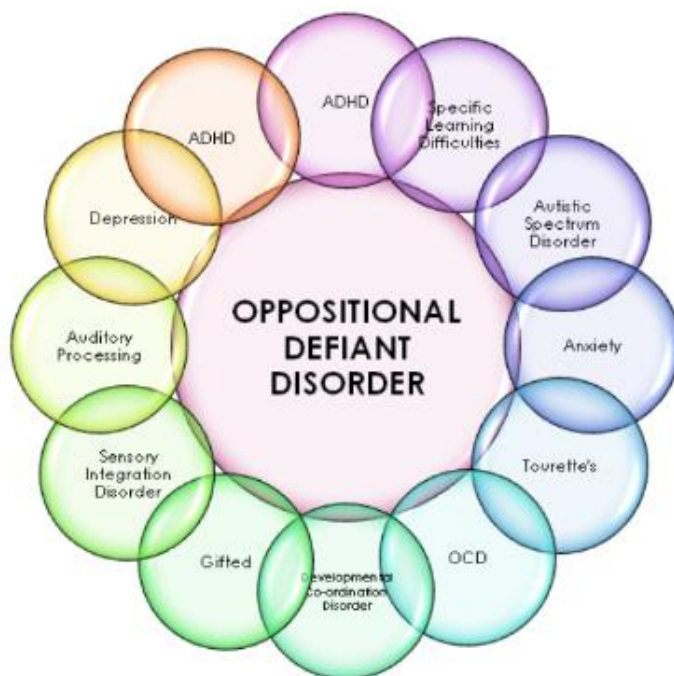 OPPOSITIONAL
DEFIANT
DISORDER
ADHD
Specific
Learning
Difficulties
Autistic
Spectrum
Disorder
Anxiety
Tourette's
OCD
Developmental
Co-ordination
Disorder
Gifted
Sensory
Integration
Disorder
Auditory
Processing
Depression
ADHD